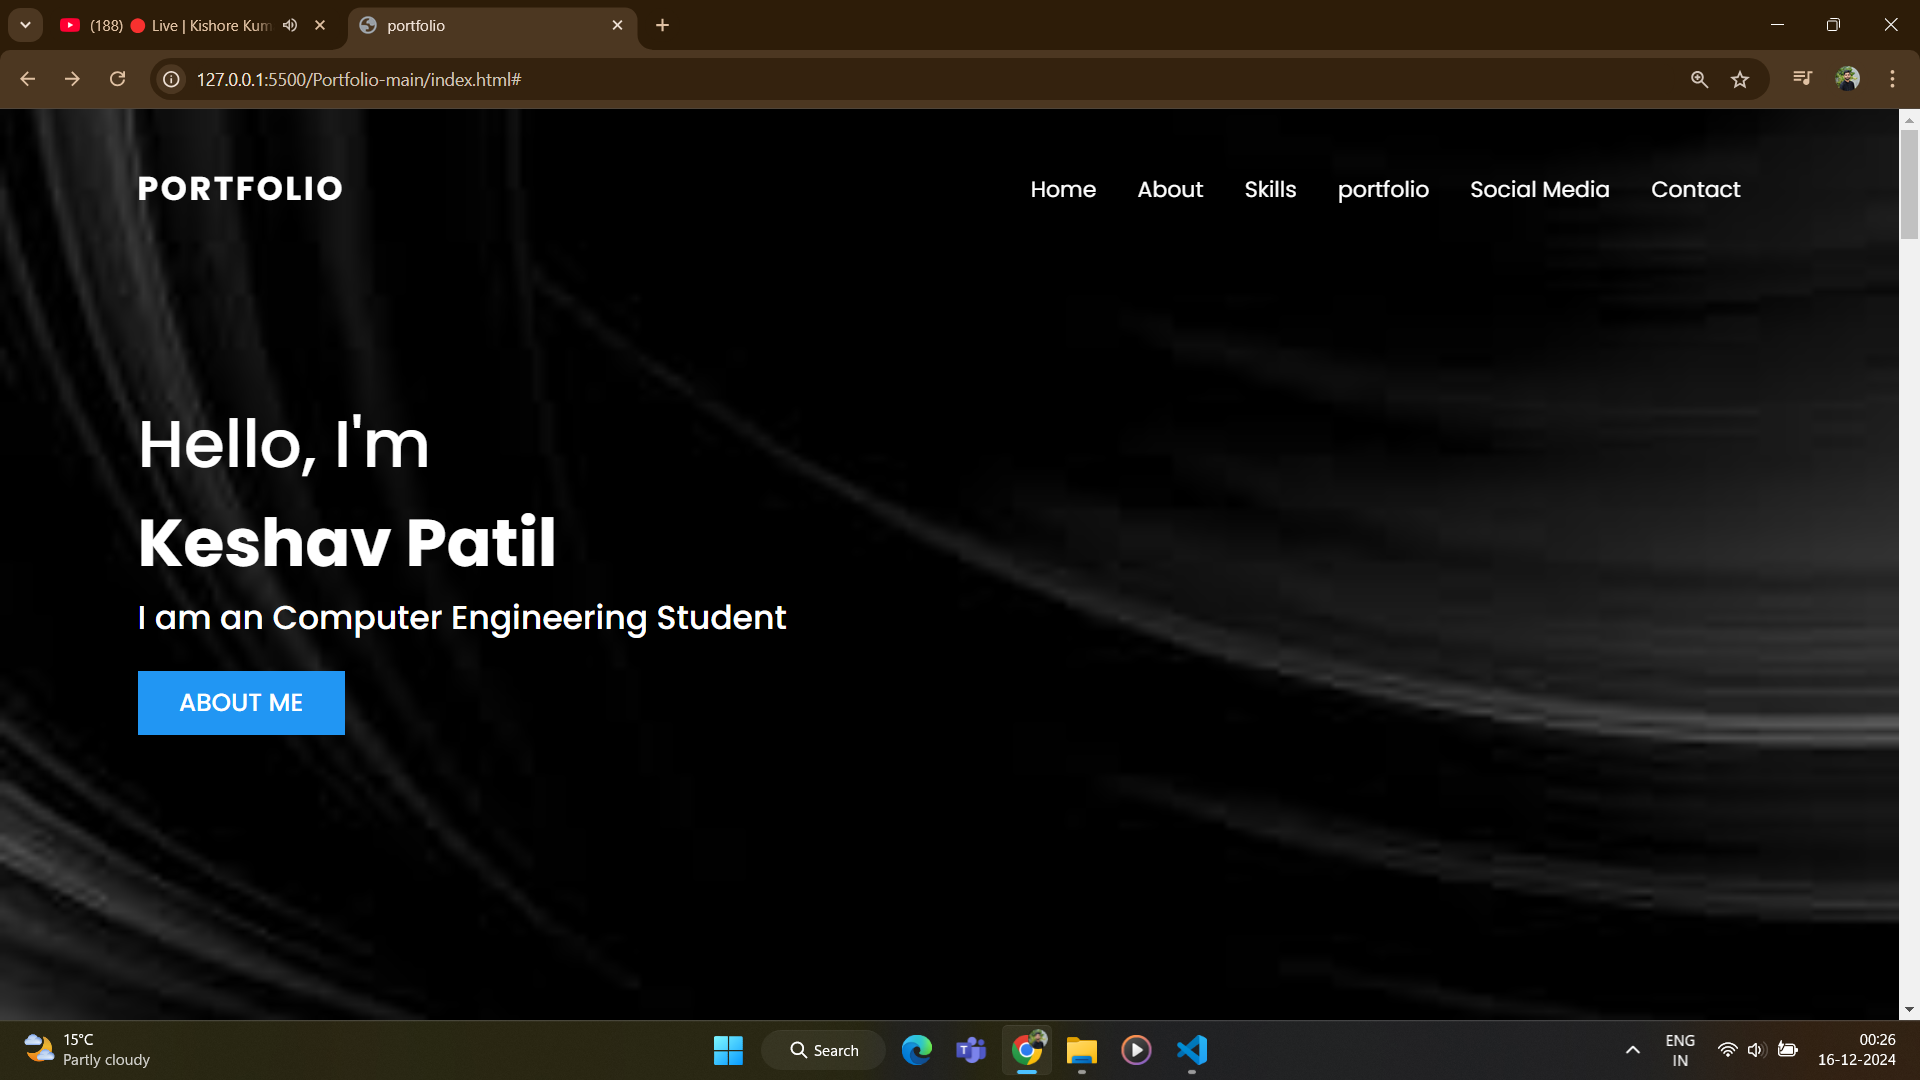 (188) 🔴 Live | Kishore Kum
portfolio
127.0.0.1:5500/Portfolio-main/index.html#
PORTFOLIO
Home
About
Skills
portfolio
Social Media
Contact
Hello, I'm
Keshav Patil
I am an Computer Engineering Student
ABOUT ME
15°C
Partly cloudy
Search
ENG
IN
00:26
16-12-2024